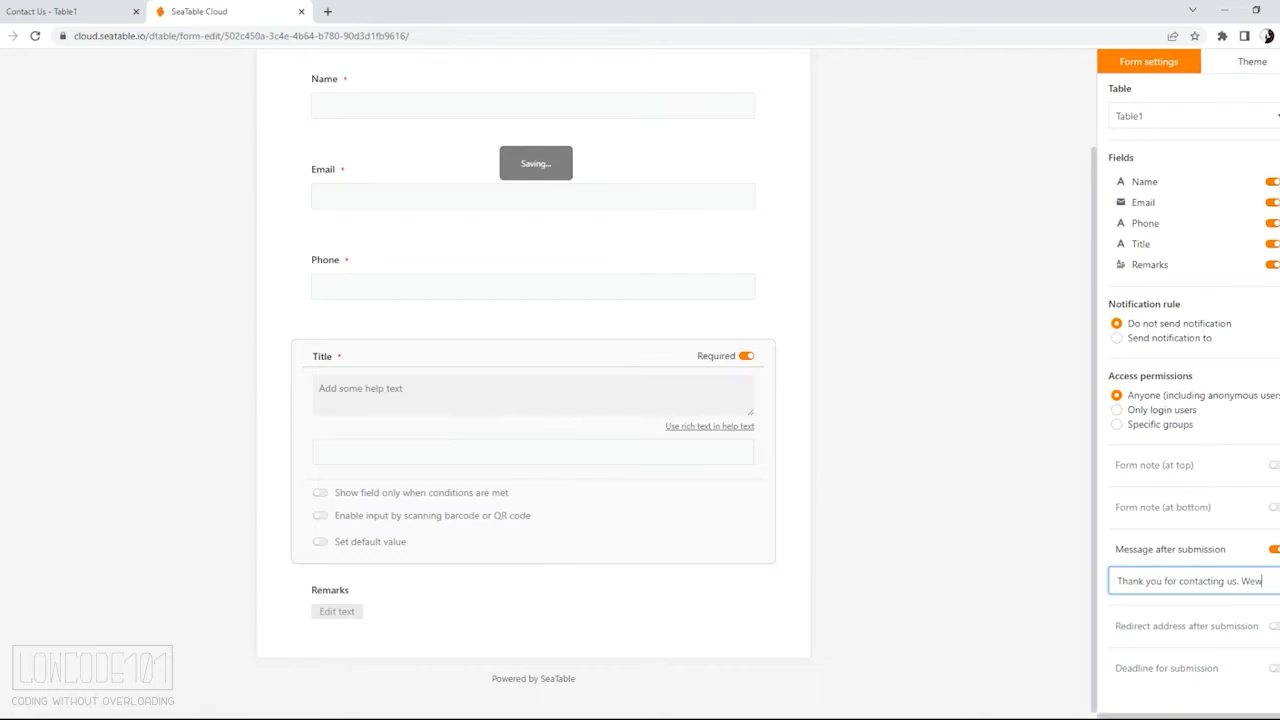 Contact Us - Table1
SeaTable Cloud
cloud.seatable.io/dtable/form-edit/502c450a-3c4e-4b64-b780-90d3d1fb9616/
Form settings
Theme
Name *
Table
Table1
Fields
Email *
Saving...
Name
Email
Phone
Title
Phone *
Remarks
Notification rule
Do not send notification
Send notification to
Title *
Required
Add some help text
Access permissions
Anyone (including anonymous users
Only login users
Specific groups
Use rich text in help text
Form note (at top)
Show field only when conditions are met
Enable input by scanning barcode or QR code
Form note (at bottom)
Set default value
Message after submission
Thank you for contacting us. Wew
Remarks
Edit text
Redirect address after submission
Deadline for submission
LOWCODE101
CODING WITHOUT OVERLOADING
Powered by SeaTable